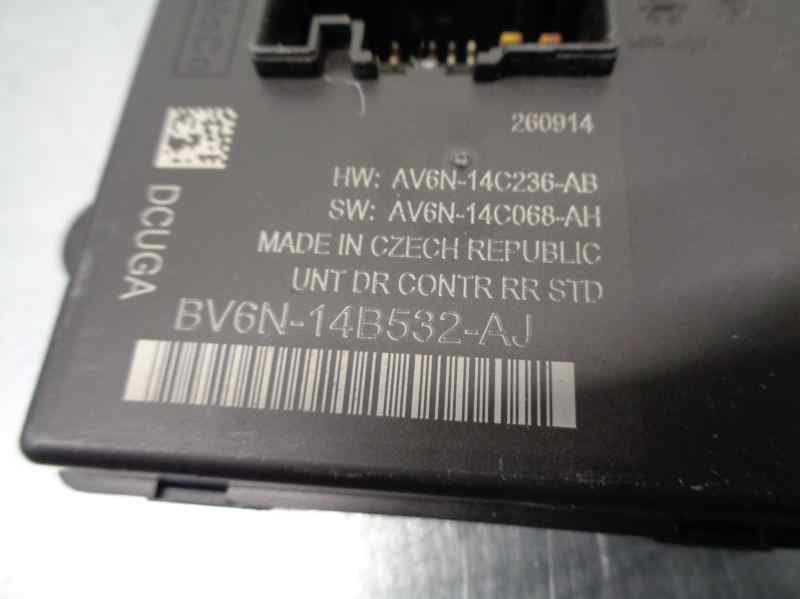 260914
HW: AV6N-14C236-AB
SW: AV6N-14C068-AH
MADE IN CZECH REPUBLIC
UNT DR CONTR RR STD
BV6N-14B532-AJ
DCUGA